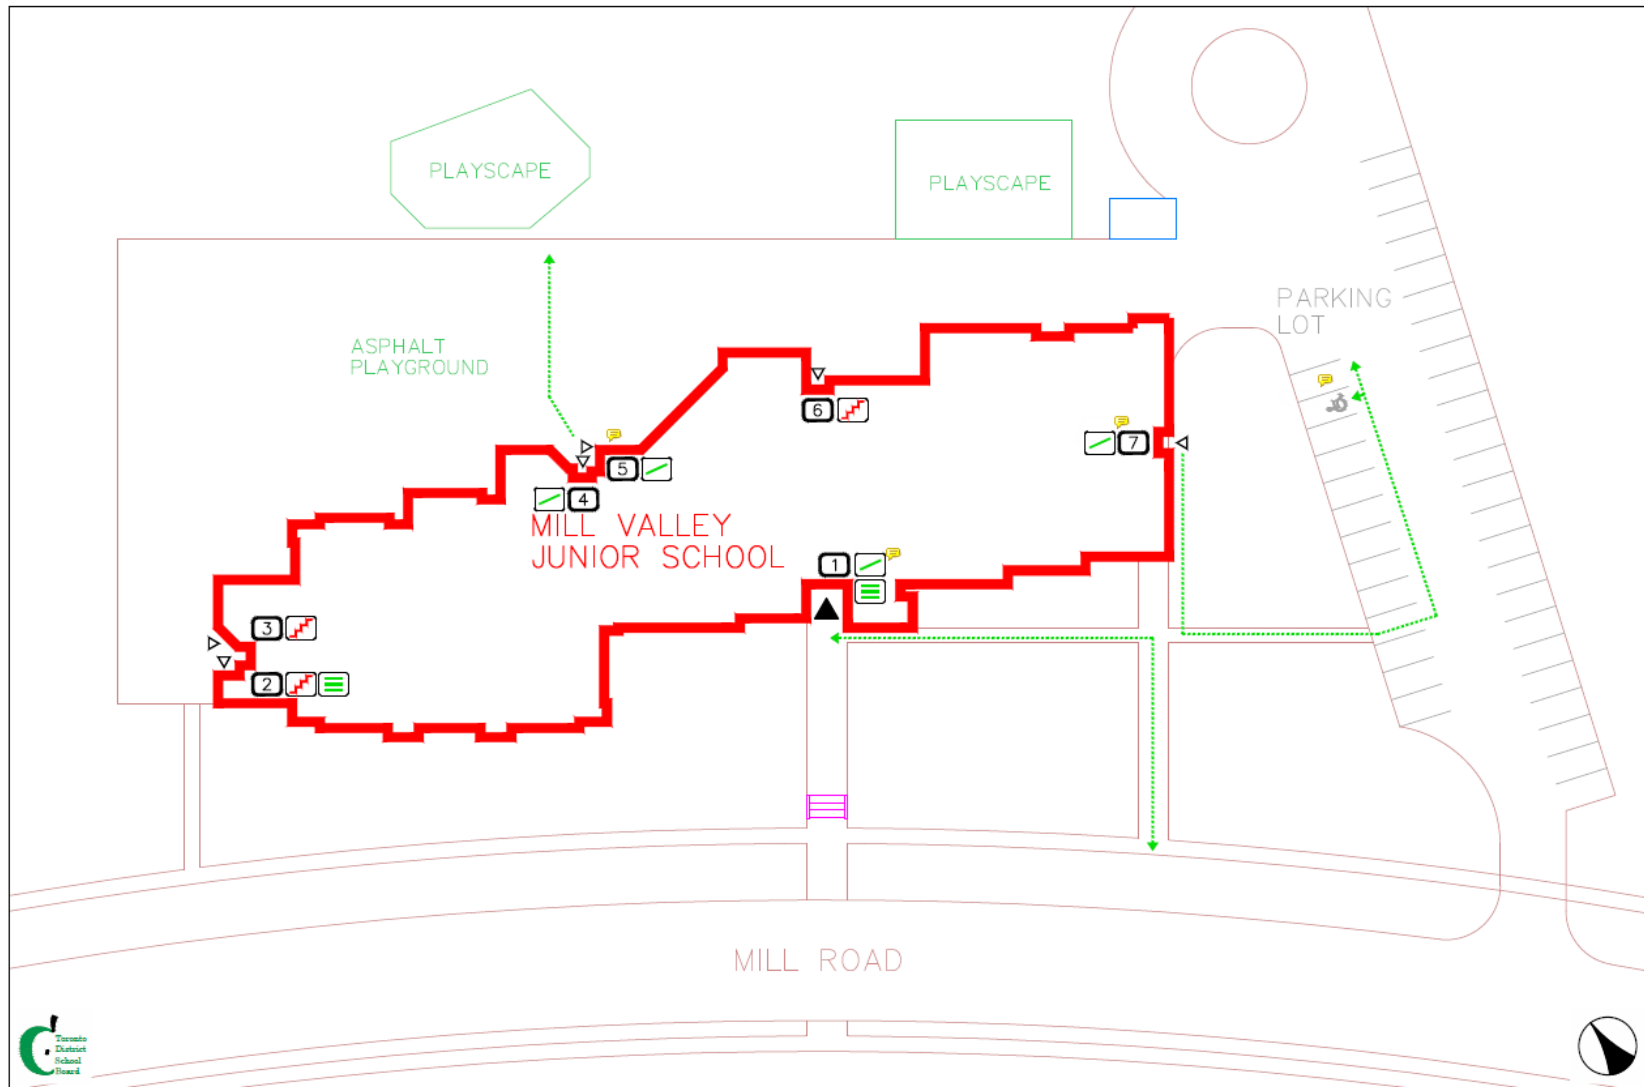 PLAYSCAPE
PLAYSCAPE
PARKING
LOT
ASPHALT
PLAYGROUND
6
7
5
4
MILL VALLEY
JUNIOR SCHOOL
1
3
2
MILL ROAD
Toronto
District
School
Board